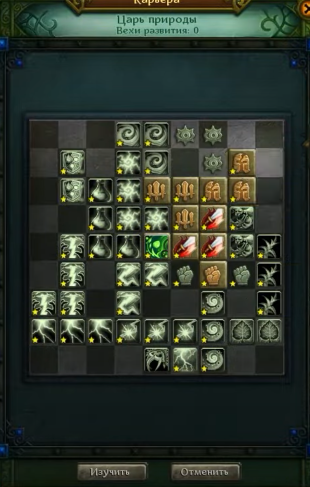 Карьера
Царь природы
Вехи развития: 0
Изучить
Отменить